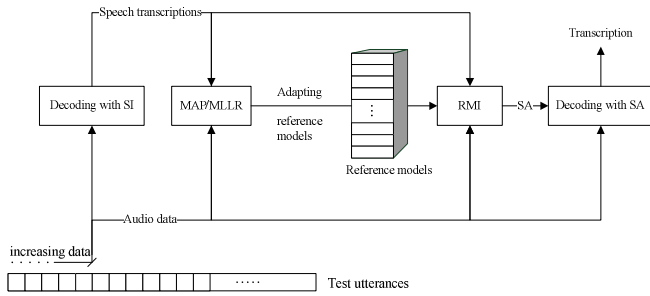 Speech transcriptions
Transcription
Decoding with SI
MAP/MLLR
Adapting
reference
models
Reference models
RMI
SA
Decoding with SA
Audio data
increasing data
Test utterances